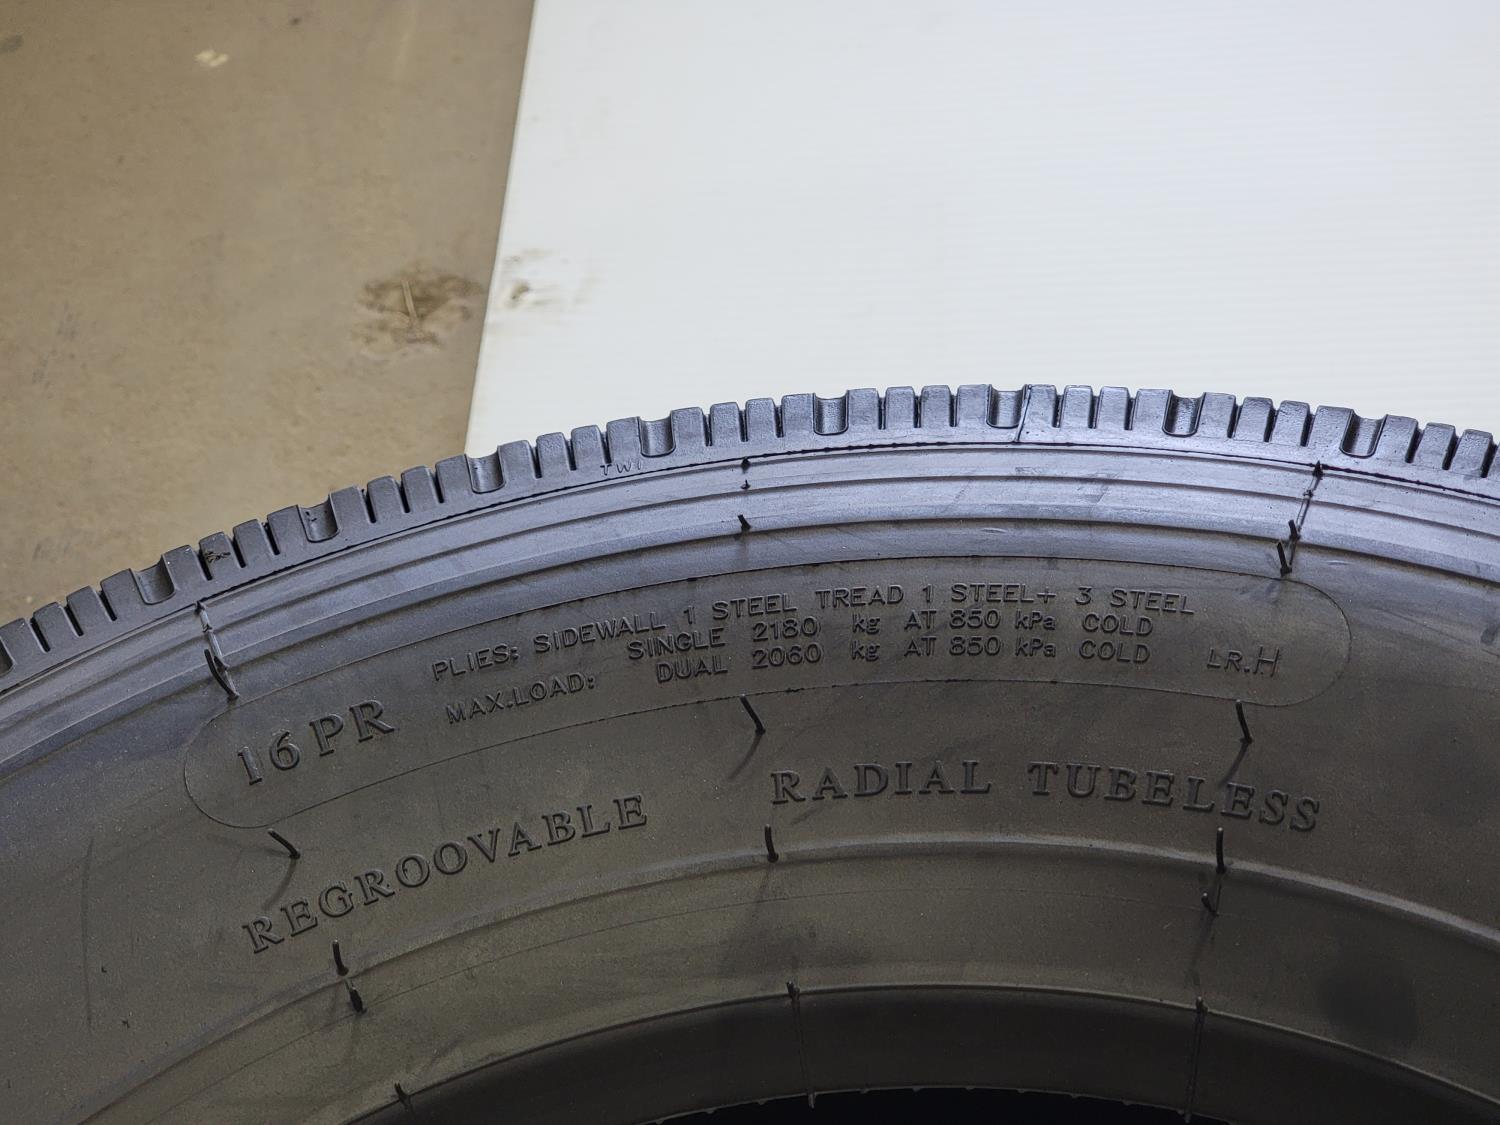 TWI
PLIES: SIDEWALL 1 STEEL TREAD 1 STEEL+ 3 STEEL
SINGLE 2180 kg AT 850 kPa COLD
MAX.LOAD: DUAL 2060 kg AT 850 kPa COLD LR.H
16PR
REGROOVABLE RADIAL TUBELESS